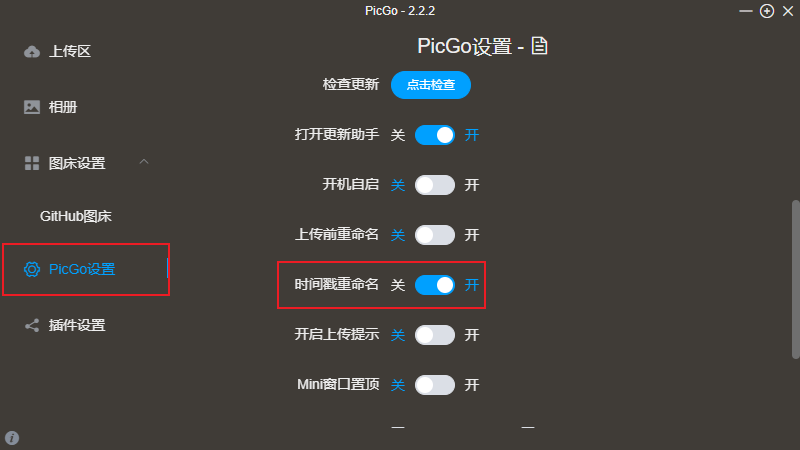 PicGo - 2.2.2
上传区
相册
图床设置
GitHub图床
PicGo设置
插件设置
PicGo设置 -
检查更新 点击检查
打开更新助手 关 开
开机自启 关 开
上传前重命名 关 开
时间戳重命名 关 开
开启上传提示 关 开
Mini窗口置顶 关 开